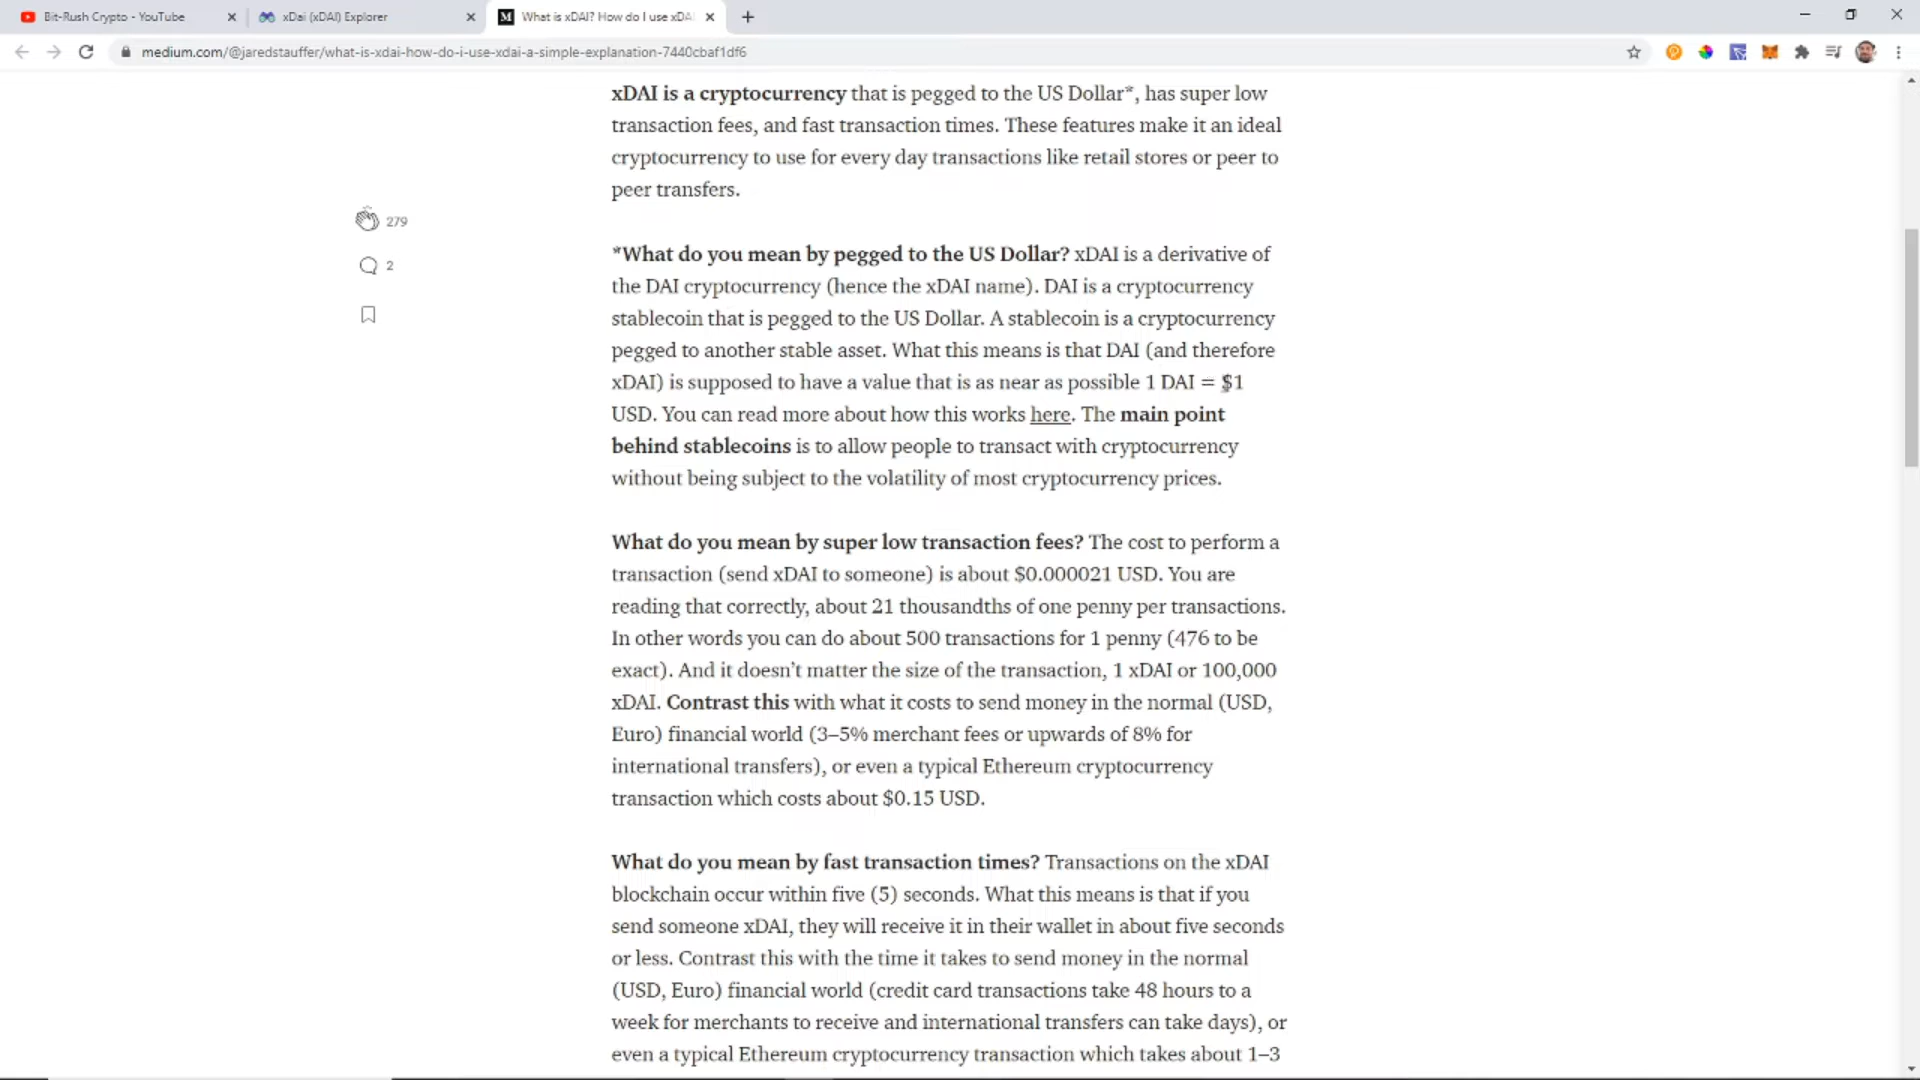 Bit-Rush Crypto - YouTube
xDai (xDAI) Explorer
What is xDAI? How do I use xDAI
medium.com/@jaredstauffer/what-is-xdai-how-do-i-use-xdai-a-simple-explanation-7440cbaf1df6
xDAI is a cryptocurrency that is pegged to the US Dollar*, has super low
transaction fees, and fast transaction times. These features make it an ideal
cryptocurrency to use for every day transactions like retail stores or peer to
peer transfers.
279
2
*What do you mean by pegged to the US Dollar? xDAI is a derivative of
the DAI cryptocurrency (hence the xDAI name). DAI is a cryptocurrency
stablecoin that is pegged to the US Dollar. A stablecoin is a cryptocurrency
pegged to another stable asset. What this means is that DAI (and therefore
xDAI) is supposed to have a value that is as near as possible 1 DAI = $1
USD. You can read more about how this works here. The main point
behind stablecoins is to allow people to transact with cryptocurrency
without being subject to the volatility of most cryptocurrency prices.
What do you mean by super low transaction fees? The cost to perform a
transaction (send xDAI to someone) is about $0.000021 USD. You are
reading that correctly, about 21 thousandths of one penny per transactions.
In other words you can do about 500 transactions for 1 penny (476 to be
exact). And it doesn’t matter the size of the transaction, 1 xDAI or 100,000
xDAI. Contrast this with what it costs to send money in the normal (USD,
Euro) financial world (3–5% merchant fees or upwards of 8% for
international transfers), or even a typical Ethereum cryptocurrency
transaction which costs about $0.15 USD.
What do you mean by fast transaction times? Transactions on the xDAI
blockchain occur within five (5) seconds. What this means is that if you
send someone xDAI, they will receive it in their wallet in about five seconds
or less. Contrast this with the time it takes to send money in the normal
(USD, Euro) financial world (credit card transactions take 48 hours to a
week for merchants to receive and international transfers can take days), or
even a typical Ethereum cryptocurrency transaction which takes about 1–3